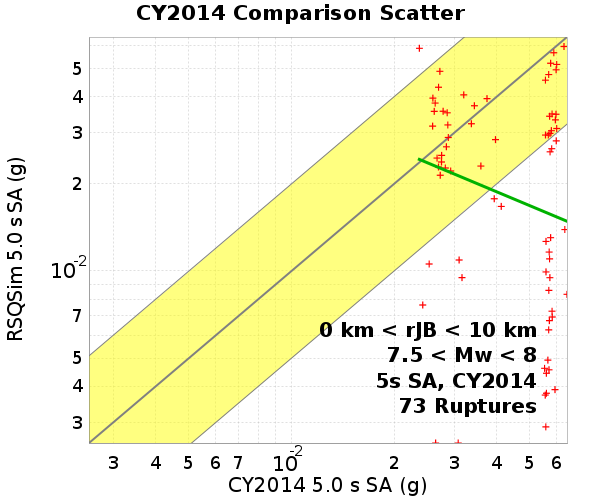 CY2014 Comparison Scatter
RSQSim 5.0 s SA (g)
5
4
3
2
10-2
7
5
4
3
0 km < rJB < 10 km
7.5 < Mw < 8
5s SA, CY2014
73 Ruptures
3 4 5 6 7 10-2 2 3 4 5 6
CY2014 5.0 s SA (g)